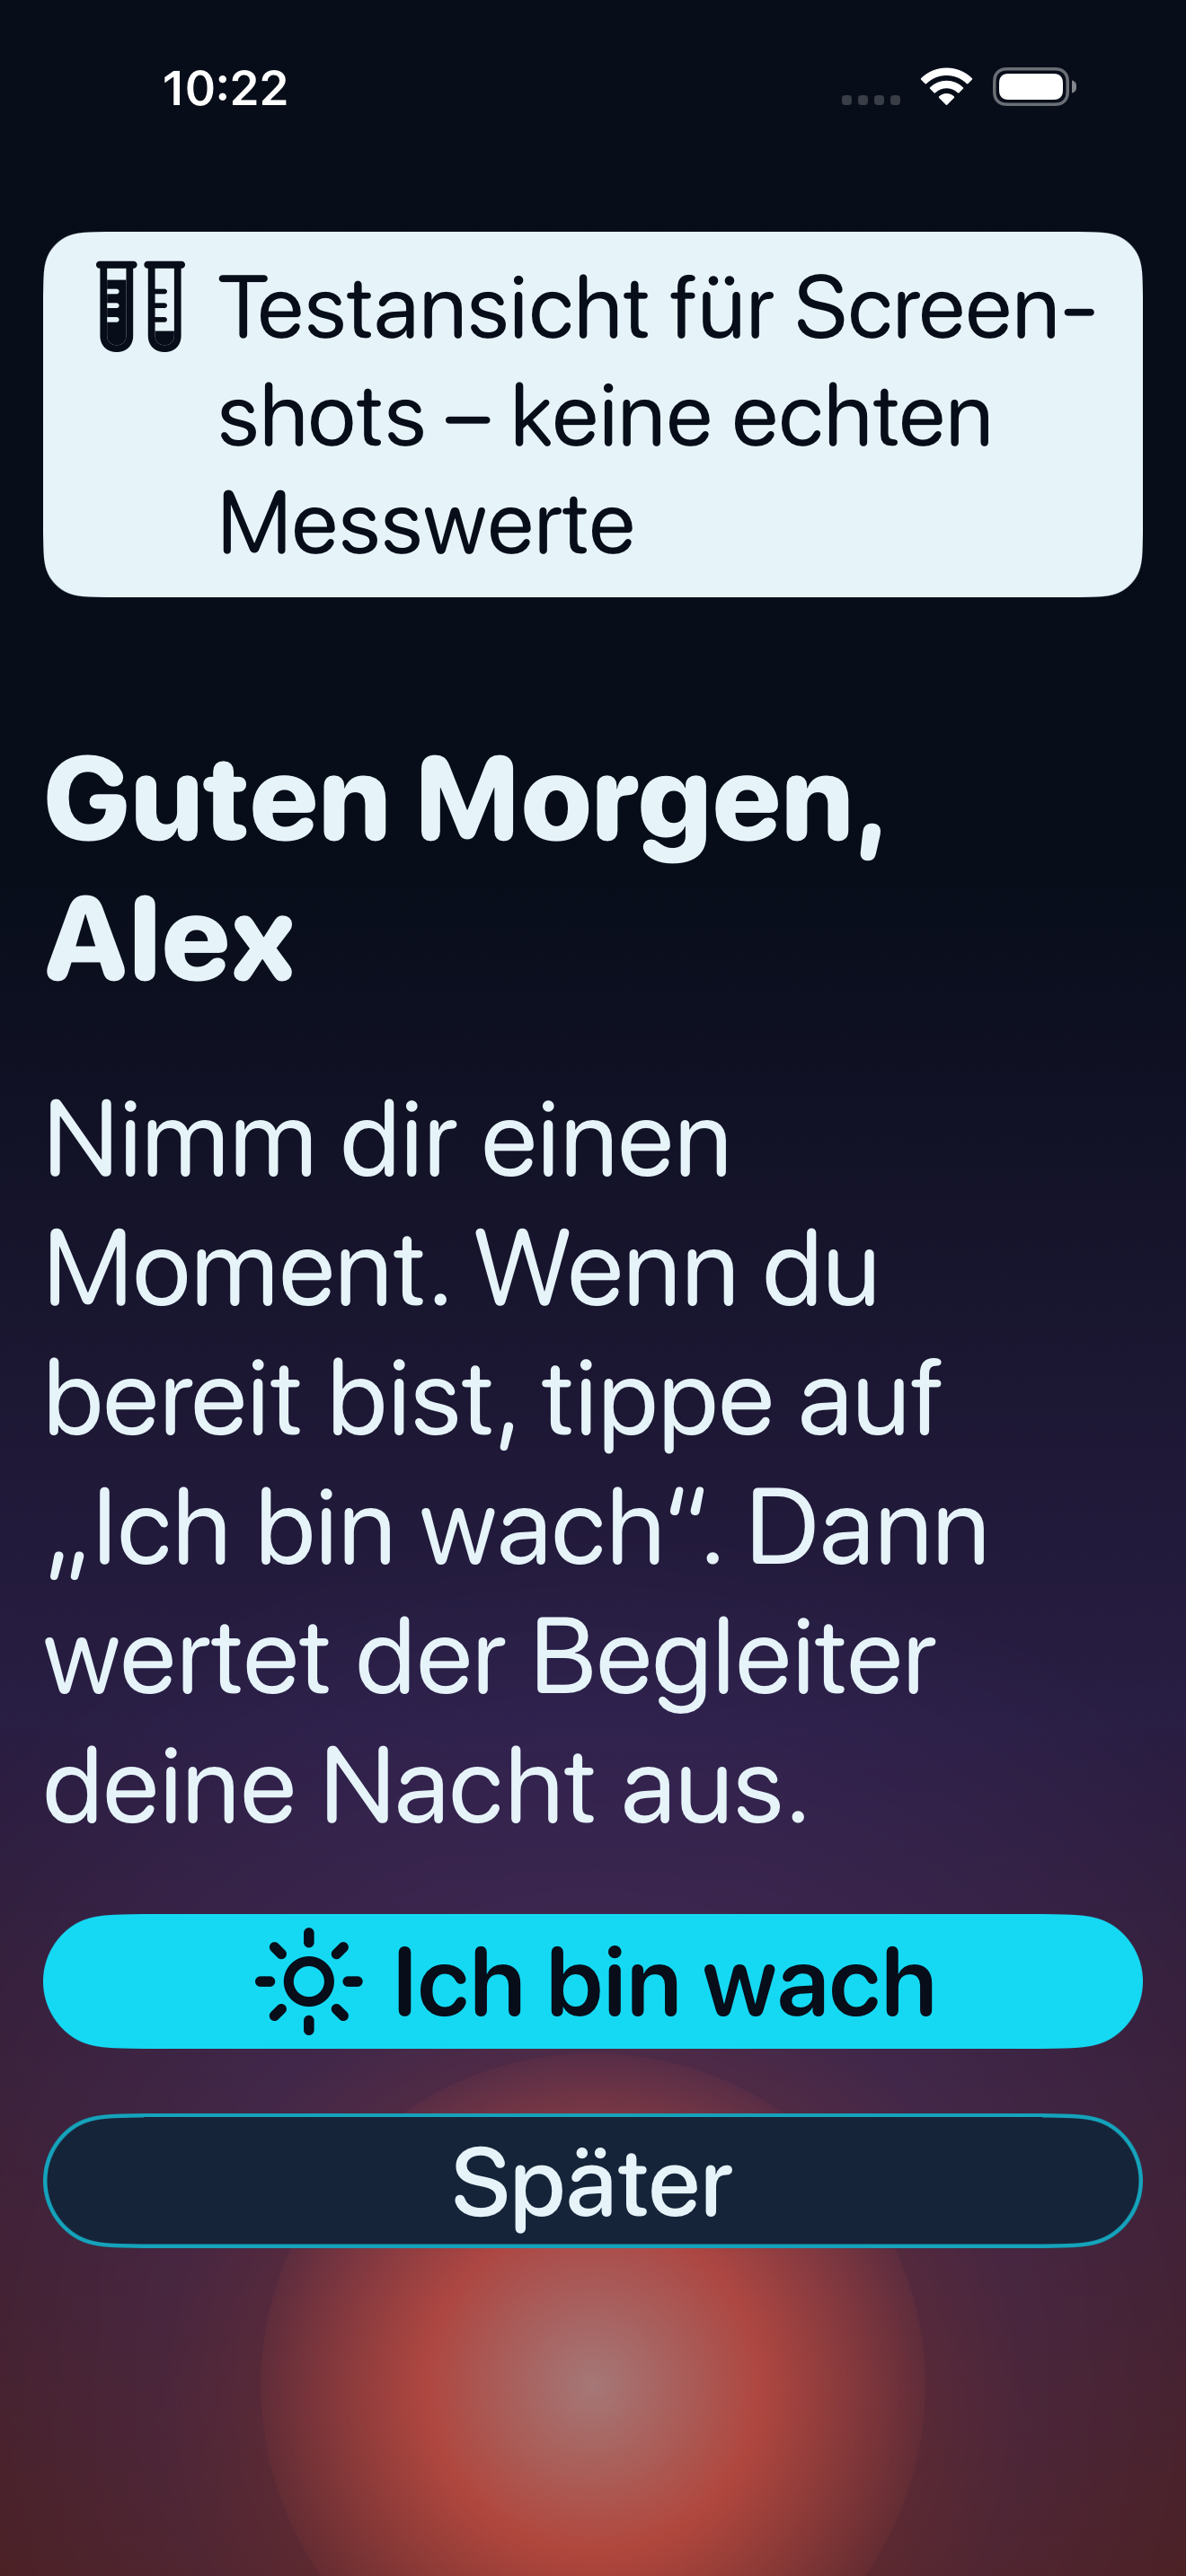 10:22
Testansicht für Screen-
shots – keine echten
Messwerte
Guten Morgen,
Alex
Nimm dir einen
Moment. Wenn du
bereit bist, tippe auf
„Ich bin wach“. Dann
wertet der Begleiter
deine Nacht aus.
Ich bin wach
Später